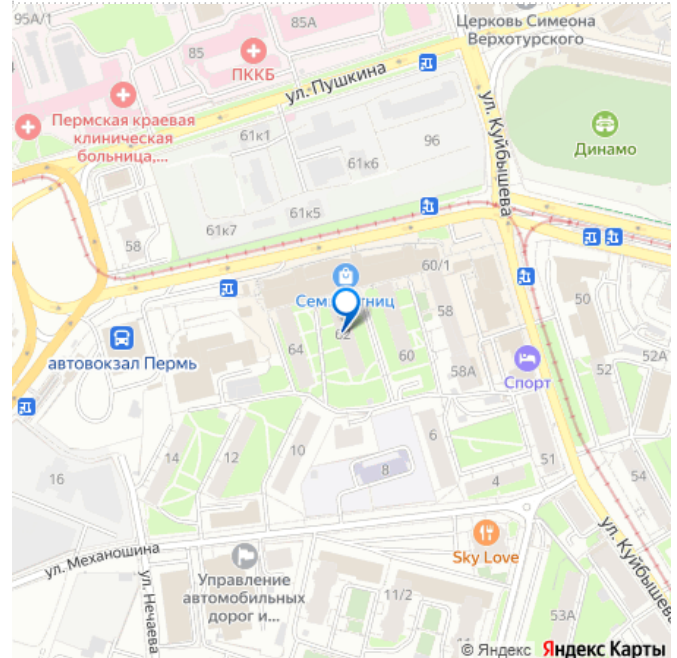 95А/1
85А
85
ПККБ
Церковь Симеона
Верхотурского
ул. Пушкина
Пермская краевая
клиническая
больница,...
61к1
61к6
96
ул. Куйбышева
Динамо
61к5
61к7
58
60/1
58
50
62
64
60
58А
52
52А
автовокзал Пермь
Спорт
14
12
10
6
51
16
8
4
54
ул. Механошина
Sky Love
ул. Куйбышева
ул. Нечаева
Управление
автомобильных
дорог и...
11/2
53А
© Яндекс Яндекс Карты